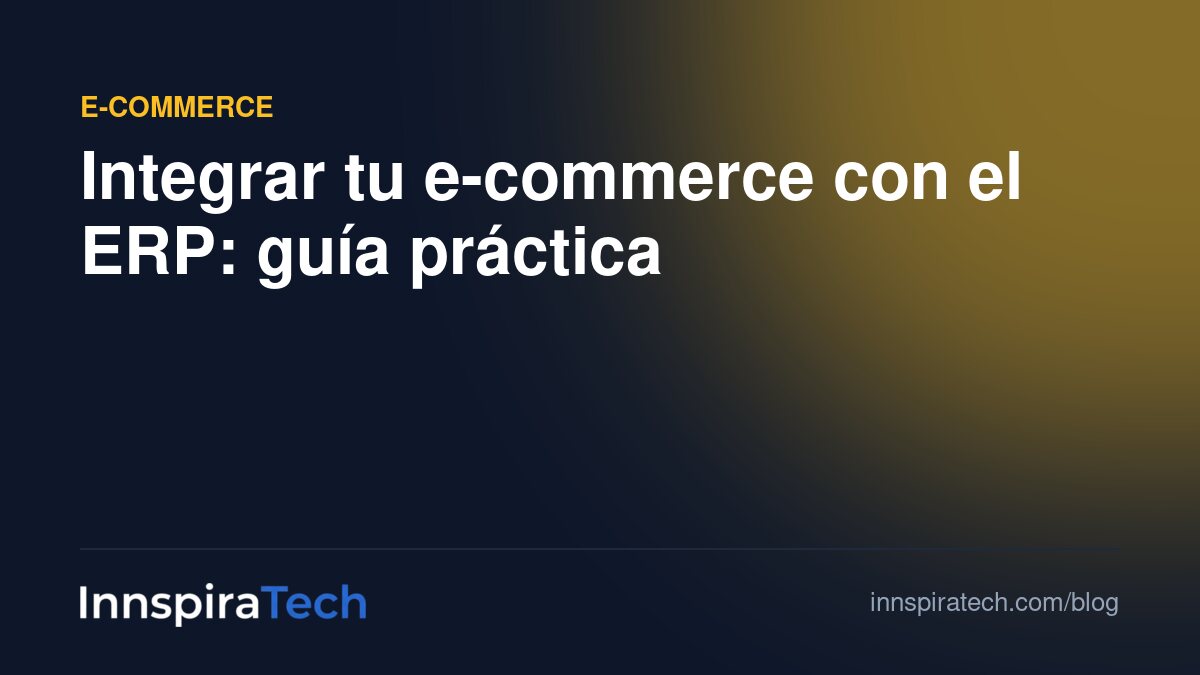 E-COMMERCE
Integrar tu e-commerce con el
ERP: guía práctica
InnspiraTech
innspiratech.com/blog